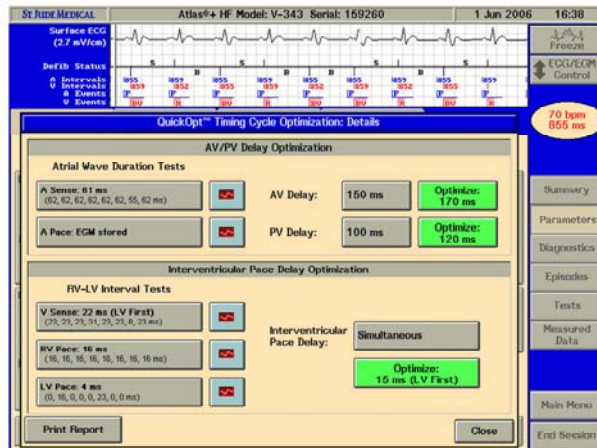 ST. JUDE MEDICAL
Atlas®+ HF Model: V-343 Serial: 159260
1 Jun 2006
16:38
Surface ECG
(2.7 mV/cm)
Defib Status
A Intervals
V Intervals
A Events
V Events
Freeze
ECG/EGM
Control
70 bpm
855 ms
QuickOpt™ Timing Cycle Optimization: Details
AV/PV Delay Optimization
Atrial Wave Duration Tests
A Sense: 61 ms
(62, 62, 62, 62, 62, 62, 55, 62 ms)
AV Delay:
150 ms
Optimize:
170 ms
A Pace: EGM stored
PV Delay:
100 ms
Optimize:
120 ms
Interventricular Pace Delay Optimization
RV-LV Interval Tests
V Sense: 22 ms (LV First)
(23, 23, 23, 31, 23, 23, 8, 23 ms)
RV Pace: 16 ms
(16, 16, 16, 16, 16, 16, 16, 16 ms)
LV Pace: 4 ms
(0, 16, 0, 0, 0, 23, 0, 0 ms)
Interventricular
Pace Delay:
Simultaneous
Optimize:
15 ms (LV First)
Print Report
Close
Summary
Parameters
Diagnostics
Episodes
Tests
Measured
Data
Main Menu
End Session